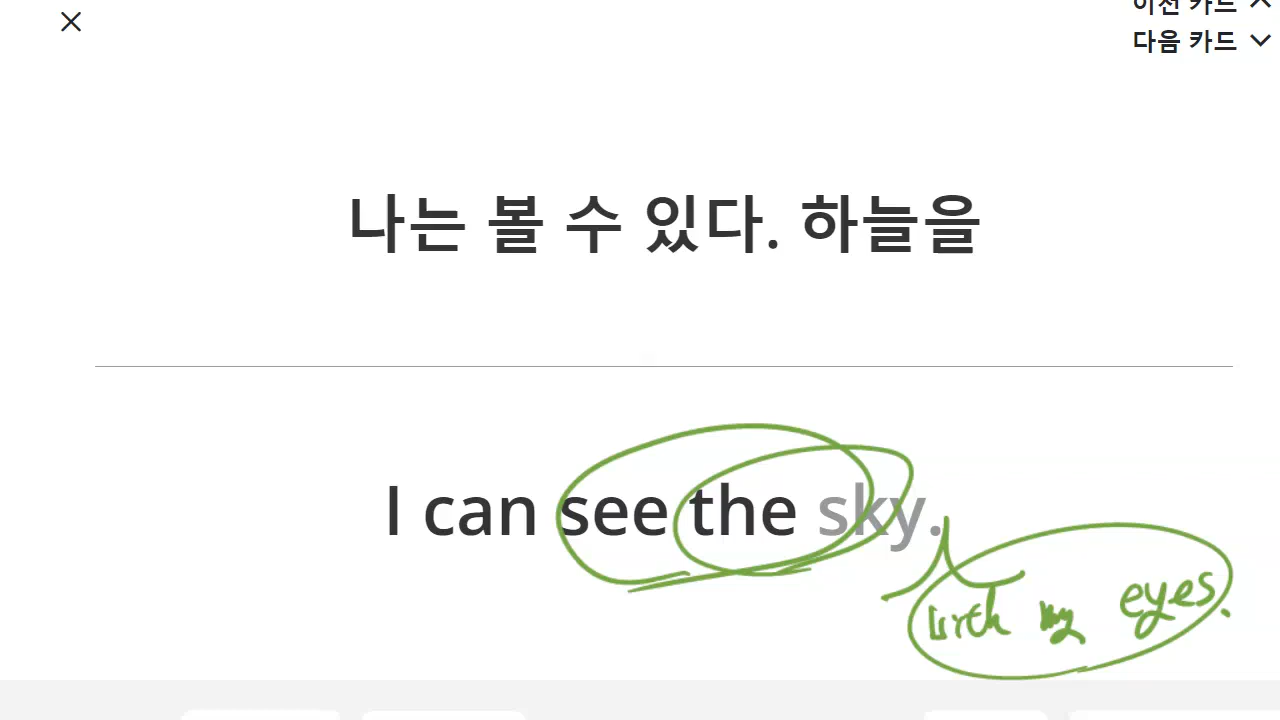 이전 카드
다음 카드
나는 볼 수 있다. 하늘을
I can see the sky.
with my eyes.